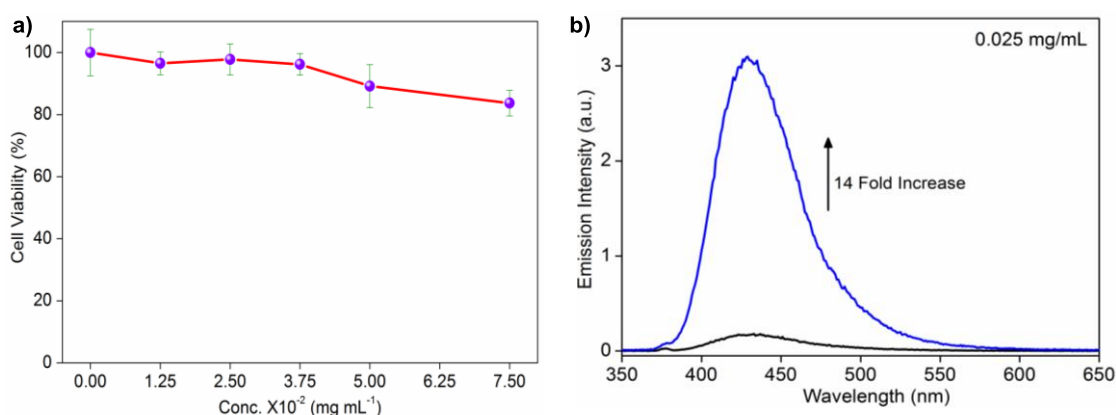 a)
Cell Viability (%)
100
80
60
40
20
0
0.00 1.25 2.50 3.75 5.00 6.25 7.50
Conc. X10⁻² (mg mL⁻¹)
b)
0.025 mg/mL
Emission Intensity (a.u.)
3
2
1
0
14 Fold Increase
350 400 450 500 550 600 650
Wavelength (nm)